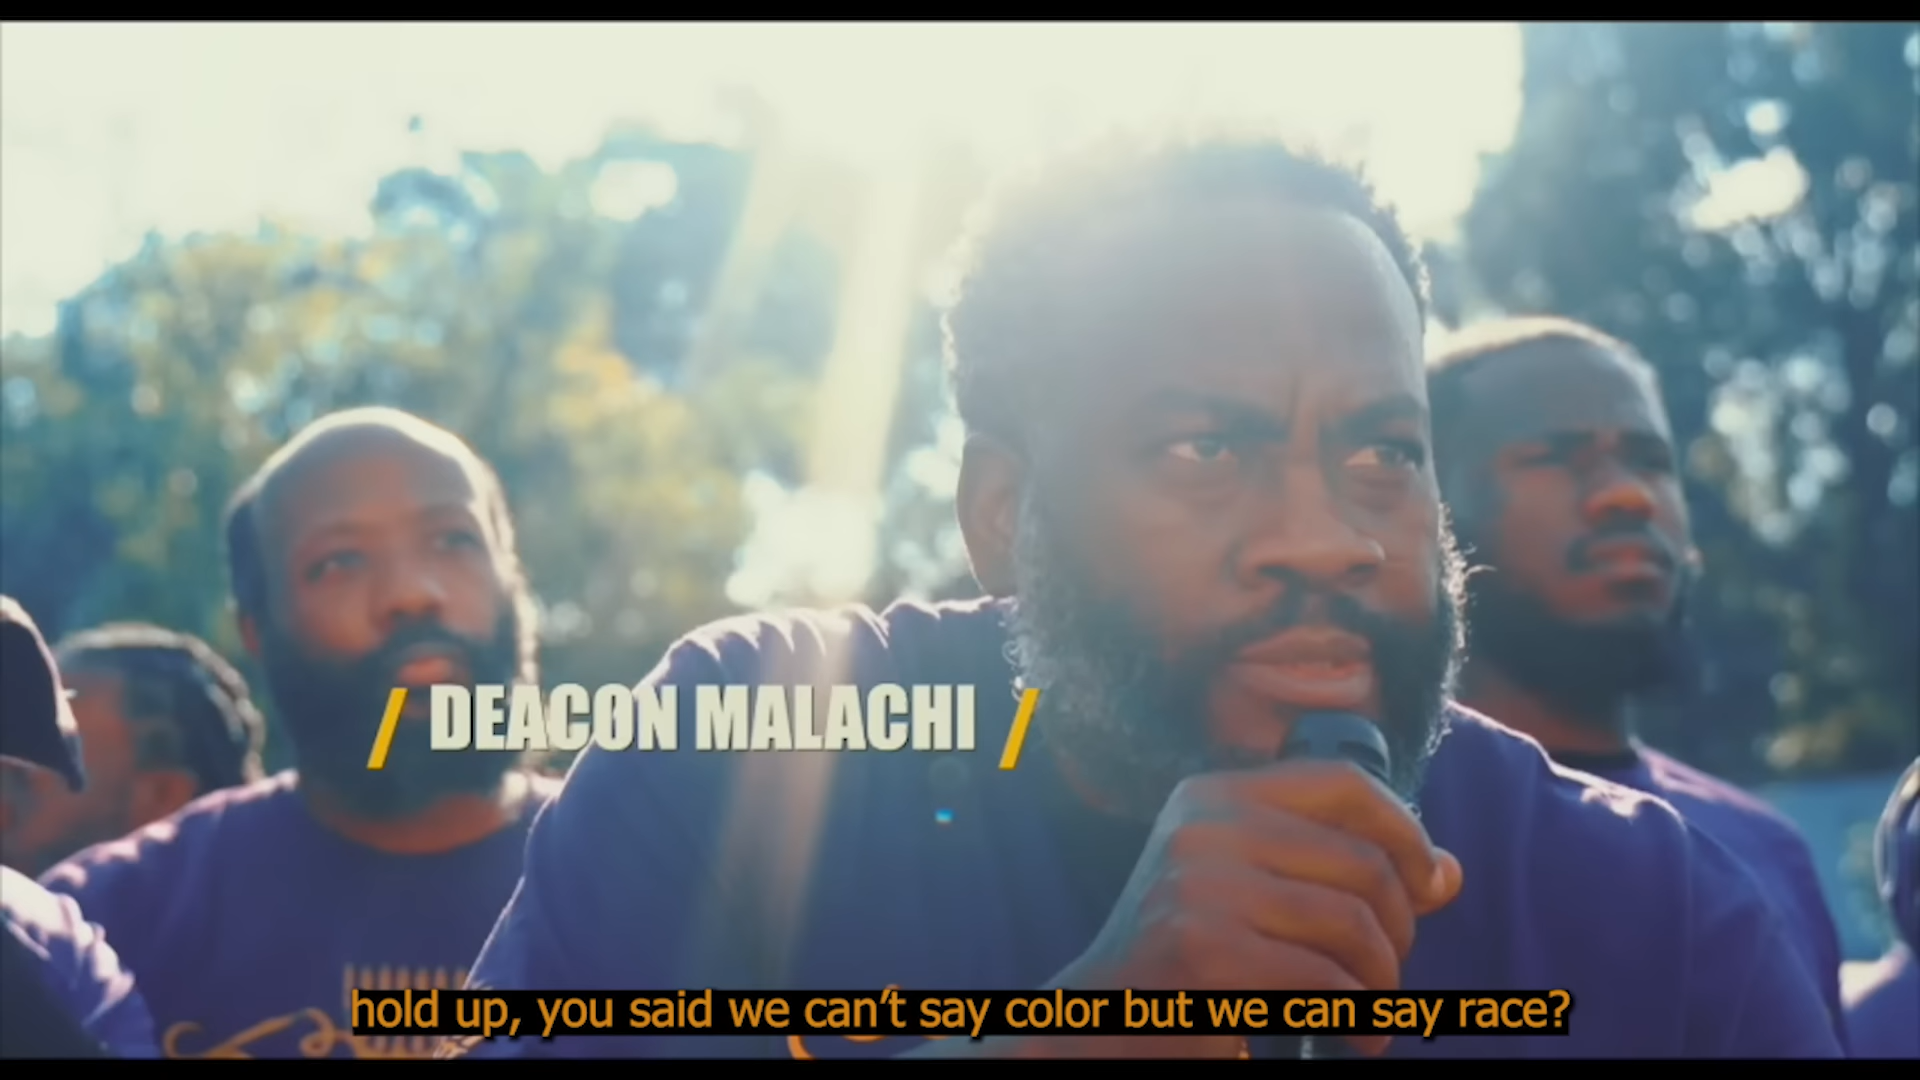 / DEACON MALACHI /
hold up, you said we can't say color but we can say race?